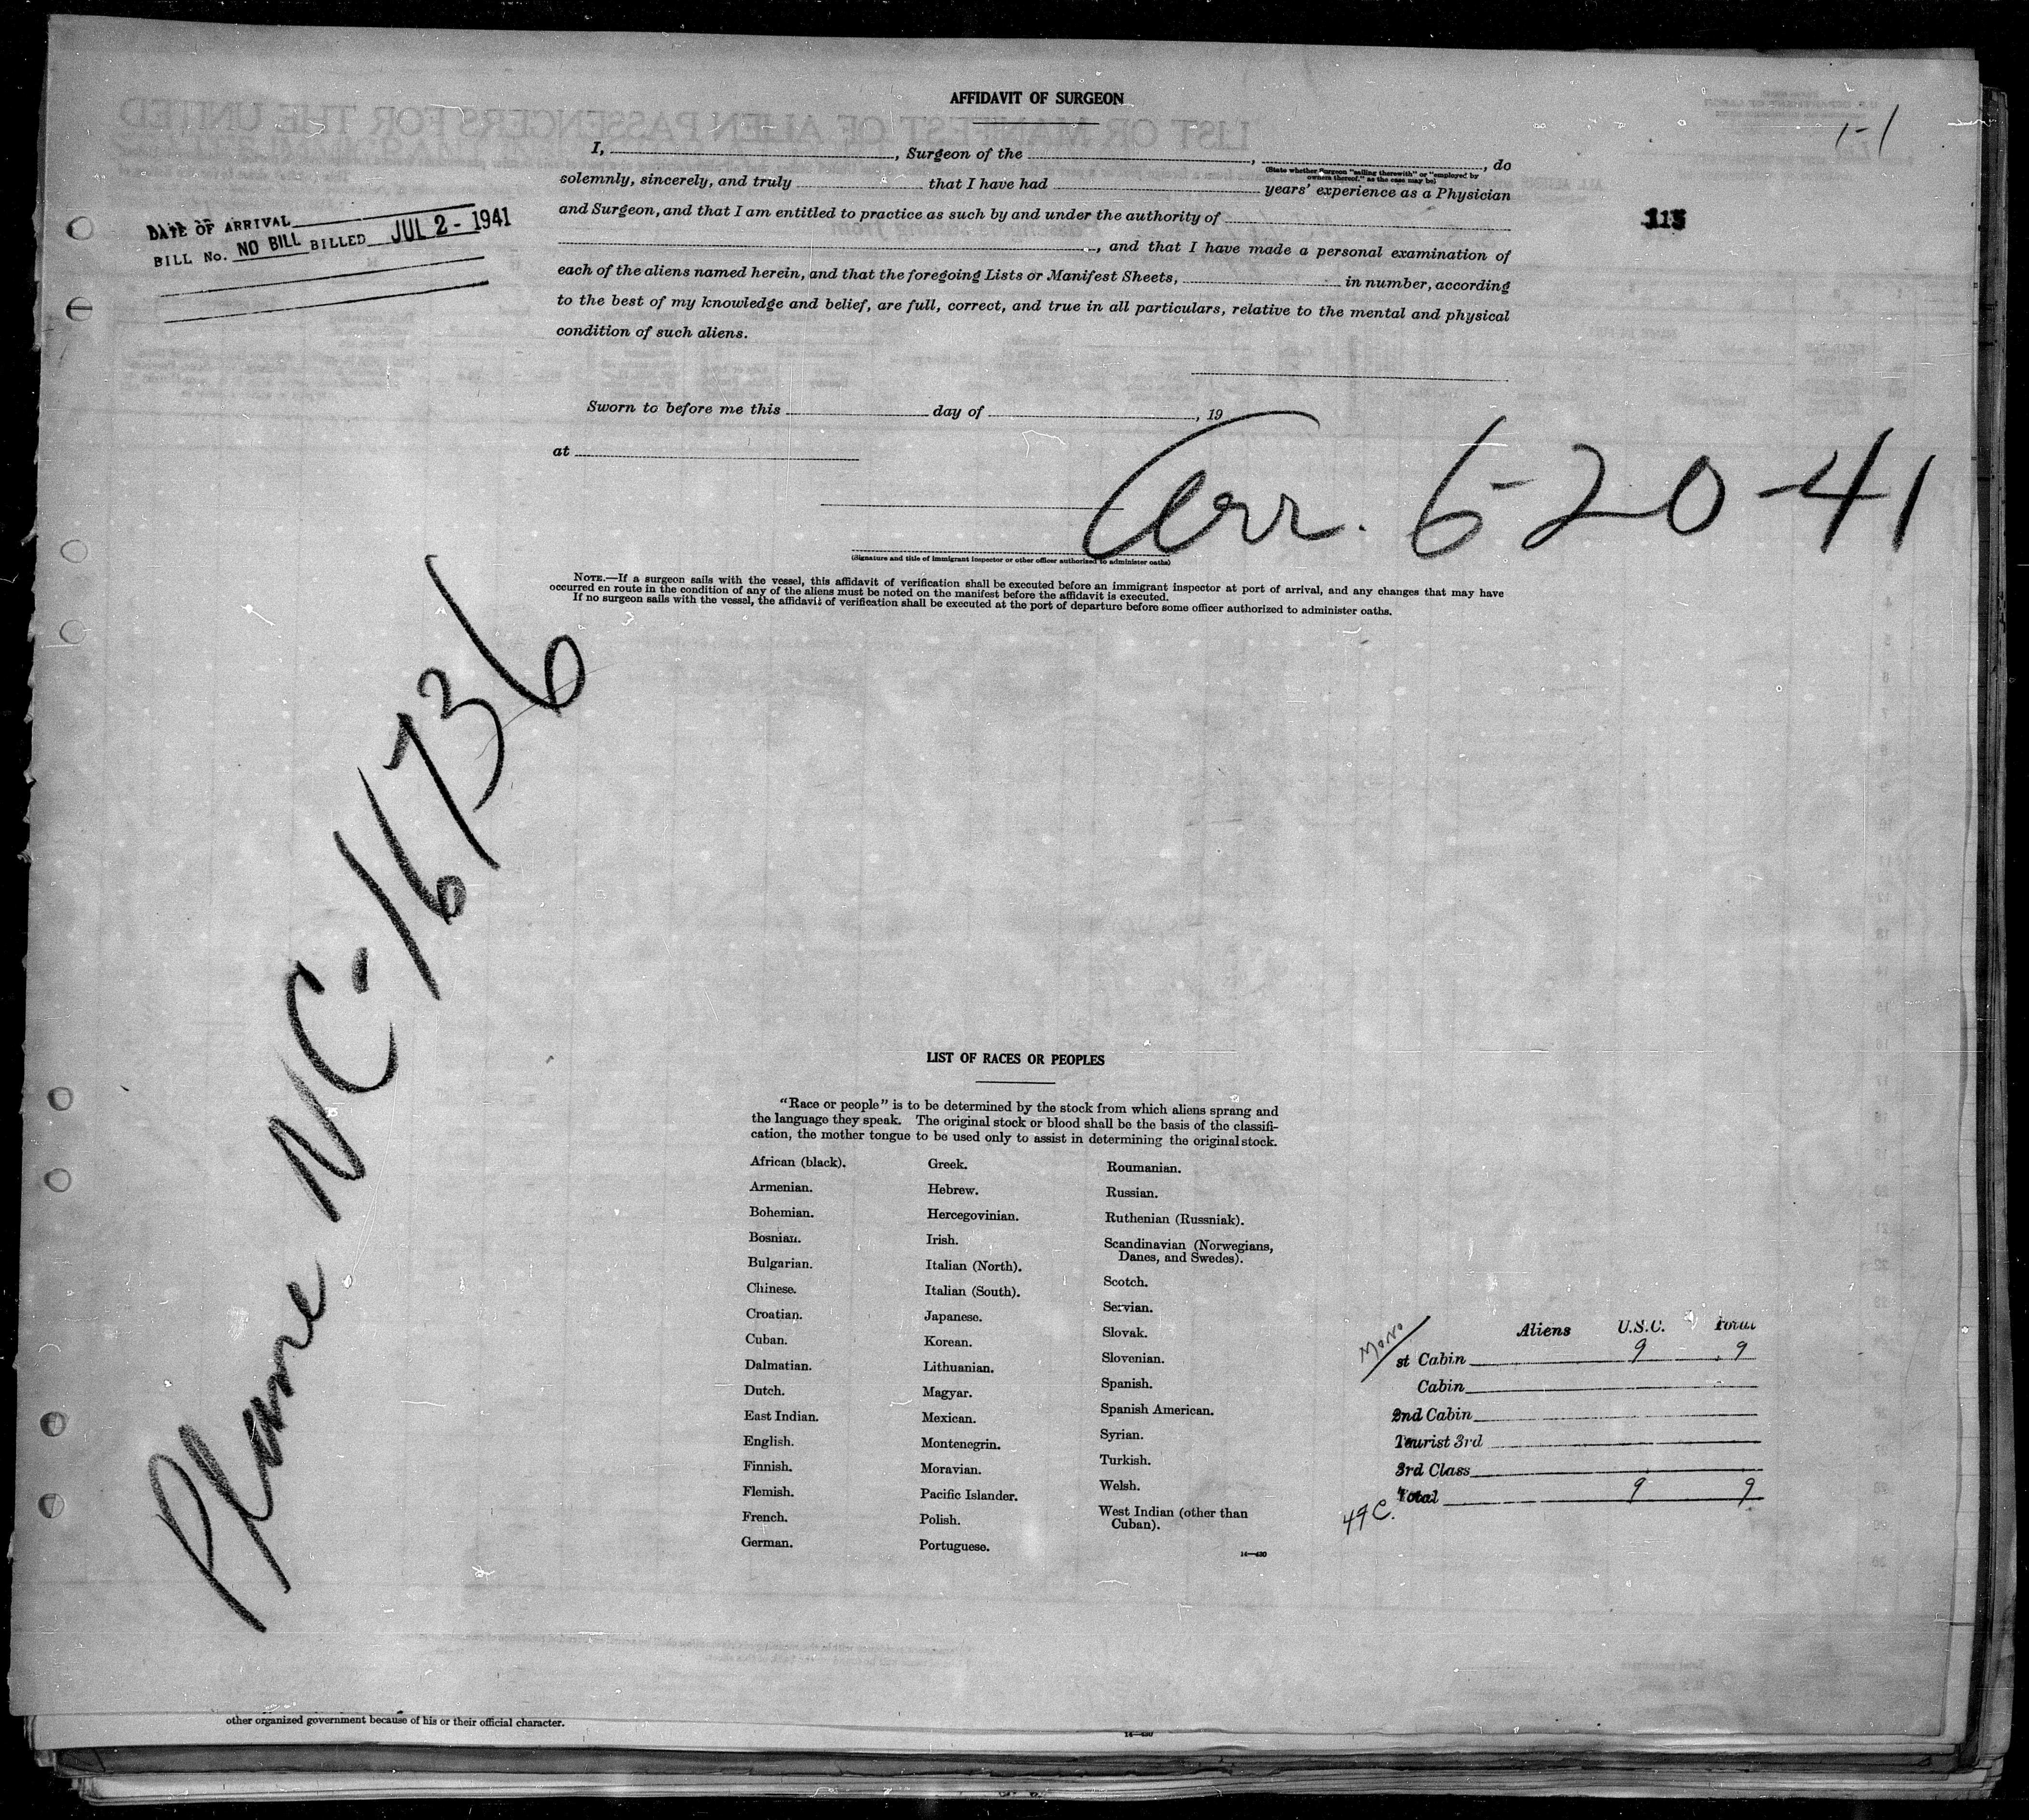 AFFIDAVIT OF SURGEON
1-1
I, , Surgeon of the , , do
(State whether Surgeon "sailing therewith" or "employed by
owners thereof," as the case may be)
solemnly, sincerely, and truly that I have had years' experience as a Physician
and Surgeon, and that I am entitled to practice as such by and under the authority of
115
, and that I have made a personal examination of
each of the aliens named herein, and that the foregoing Lists or Manifest Sheets, in number, according
to the best of my knowledge and belief, are full, correct, and true in all particulars, relative to the mental and physical
condition of such aliens.
DATE OF ARRIVAL
BILL No. NO BILL BILLED JUL 2 - 1941
Sworn to before me this day of , 19
at
Arr. 6-20-41
(Signature and title of immigrant inspector or other officer authorized to administer oaths)
NOTE.—If a surgeon sails with the vessel, this affidavit of verification shall be executed before an immigrant inspector at port of arrival, and any changes that may have
occurred en route in the condition of any of the aliens must be noted on the manifest before the affidavit is executed.
If no surgeon sails with the vessel, the affidavit of verification shall be executed at the port of departure before some officer authorized to administer oaths.
Plane NC-16736
LIST OF RACES OR PEOPLES
"Race or people" is to be determined by the stock from which aliens sprang and
the language they speak. The original stock or blood shall be the basis of the classifi-
cation, the mother tongue to be used only to assist in determining the original stock.
African (black).
Armenian.
Bohemian.
Bosnian.
Bulgarian.
Chinese.
Croatian.
Cuban.
Dalmatian.
Dutch.
East Indian.
English.
Finnish.
Flemish.
French.
German.
Greek.
Hebrew.
Hercegovinian.
Irish.
Italian (North).
Italian (South).
Japanese.
Korean.
Lithuanian.
Magyar.
Mexican.
Montenegrin.
Moravian.
Pacific Islander.
Polish.
Portuguese.
Roumanian.
Russian.
Ruthenian (Russniak).
Scandinavian (Norwegians,
Danes, and Swedes).
Scotch.
Servian.
Slovak.
Slovenian.
Spanish.
Spanish American.
Syrian.
Turkish.
Welsh.
West Indian (other than
Cuban).
14—430
Aliens U.S.C. Total
st Cabin 9 9
Cabin
2nd Cabin
Tourist 3rd
3rd Class
Total 9 9
49C.
other organized government because of his or their official character.
14—430